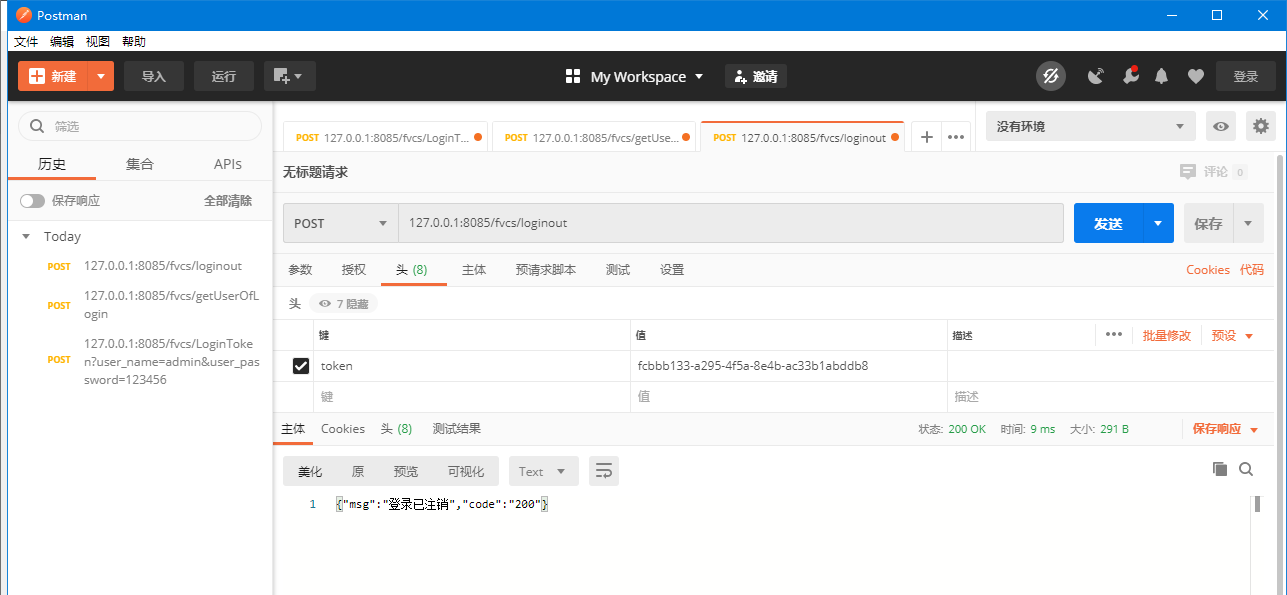 Postman
文件 编辑 视图 帮助
新建 导入 运行 My Workspace 邀请 登录
筛选
历史 集合 APIs
保存响应 全部清除
Today
POST 127.0.0.1:8085/fvcs/loginout
POST 127.0.0.1:8085/fvcs/getUserOfL
ogin
POST 127.0.0.1:8085/fvcs/LoginToke
n?user_name=admin&user_pa
ssword=123456
POST 127.0.0.1:8085/fvcs/LoginT... POST 127.0.0.1:8085/fvcs/getUse... POST 127.0.0.1:8085/fvcs/loginout 没有环境
无标题请求 评论 0
POST 127.0.0.1:8085/fvcs/loginout 发送 保存
参数 授权 头 (8) 主体 预请求脚本 测试 设置 Cookies 代码
头 7 隐藏
键 值 描述 批量修改 预设
token fcbbb133-a295-4f5a-8e4b-ac33b1abddb8
键 值 描述
主体 Cookies 头 (8) 测试结果 状态: 200 OK 时间: 9 ms 大小: 291 B 保存响应
美化 原 预览 可视化 Text
1 {"msg":"登录已注销","code":"200"}